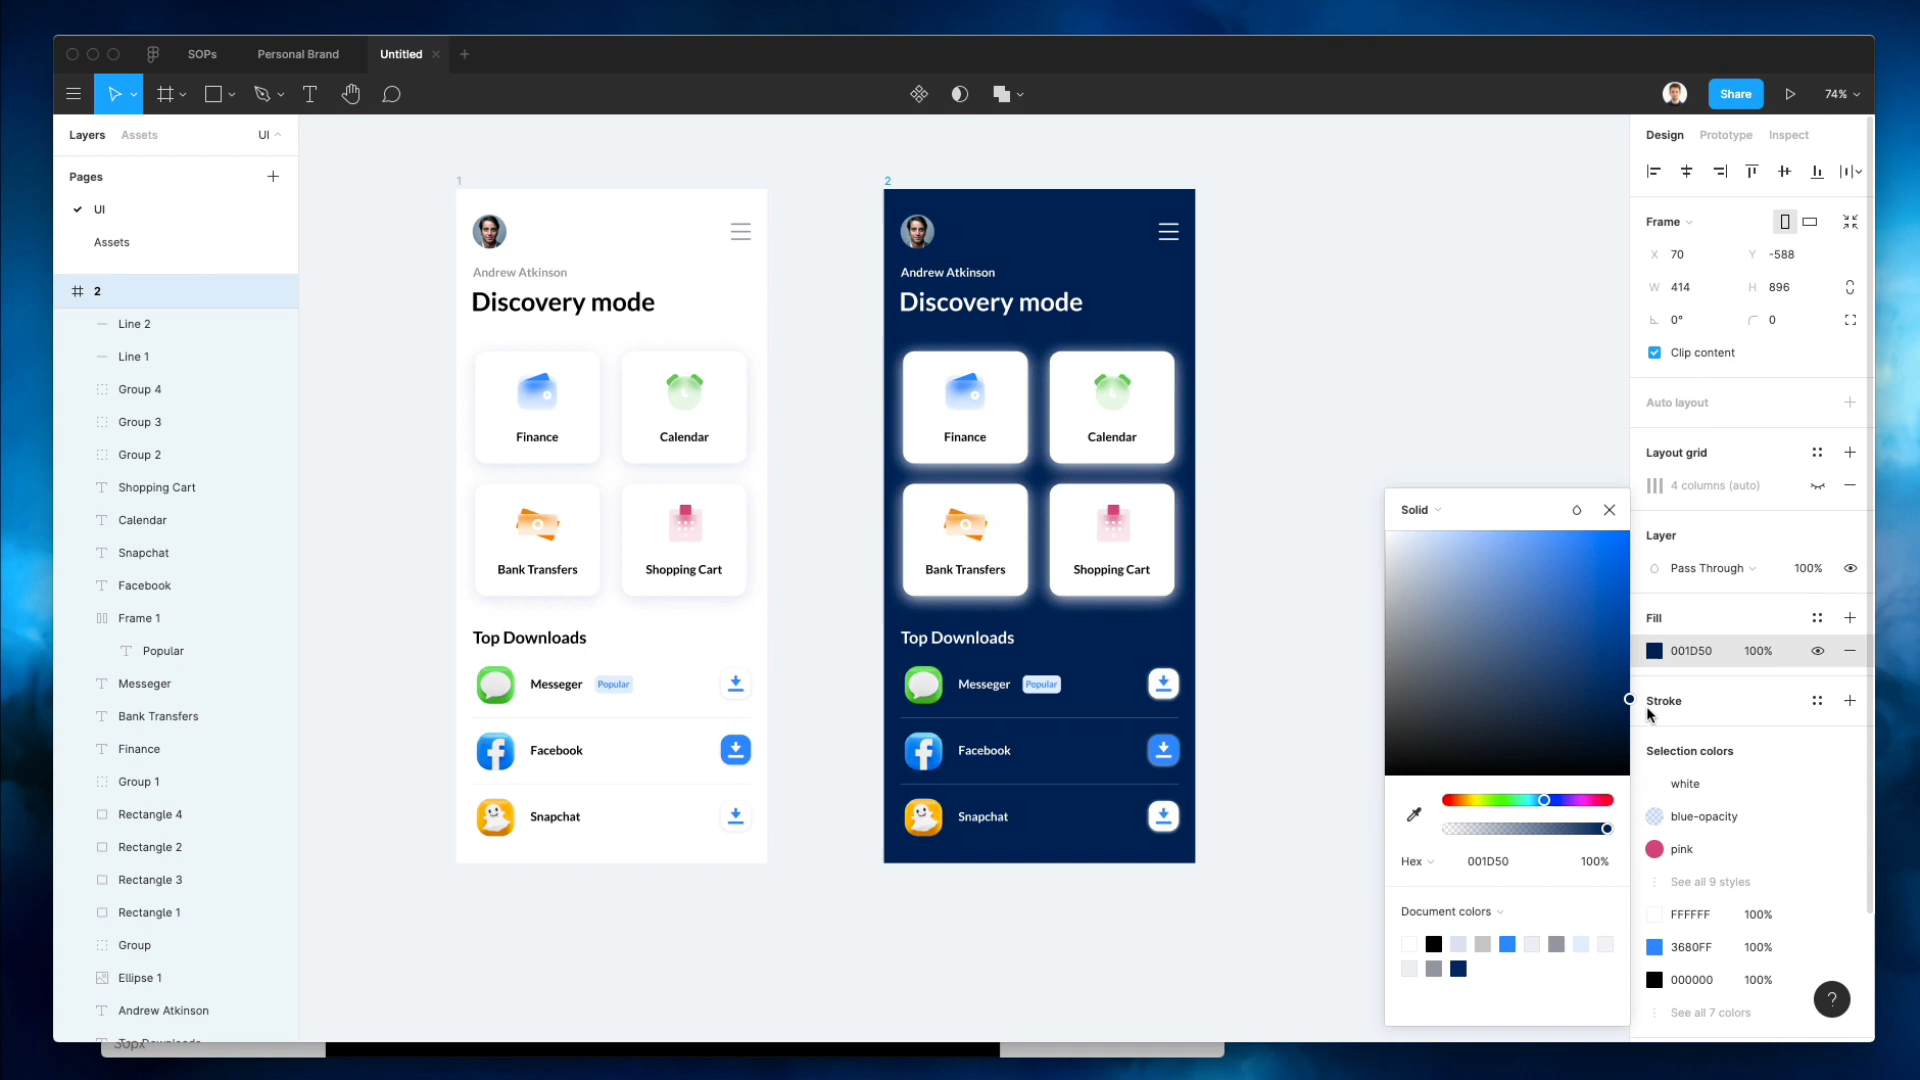 SOPs
Personal Brand
Untitled
Share
74%
Layers
Assets
UI
Pages
UI
Assets
2
Line 2
Line 1
Group 4
Group 3
Group 2
Shopping Cart
Calendar
Snapchat
Facebook
Frame 1
Popular
Messeger
Bank Transfers
Finance
Group 1
Rectangle 4
Rectangle 2
Rectangle 3
Rectangle 1
Group
Ellipse 1
Andrew Atkinson
Top Downloads
30px
1
Andrew Atkinson
Discovery mode
Finance
Calendar
Bank Transfers
Shopping Cart
Top Downloads
Messeger
Popular
Facebook
Snapchat
2
Andrew Atkinson
Discovery mode
Finance
Calendar
Bank Transfers
Shopping Cart
Top Downloads
Messeger
Popular
Facebook
Snapchat
Solid
Hex
001D50
100%
Document colors
Design
Prototype
Inspect
Frame
X 70
Y -588
W 414
H 896
0°
0
Clip content
Auto layout
Layout grid
4 columns (auto)
Layer
Pass Through
100%
Fill
001D50
100%
Stroke
Selection colors
white
blue-opacity
pink
See all 9 styles
FFFFFF
100%
3680FF
100%
000000
100%
See all 7 colors
?